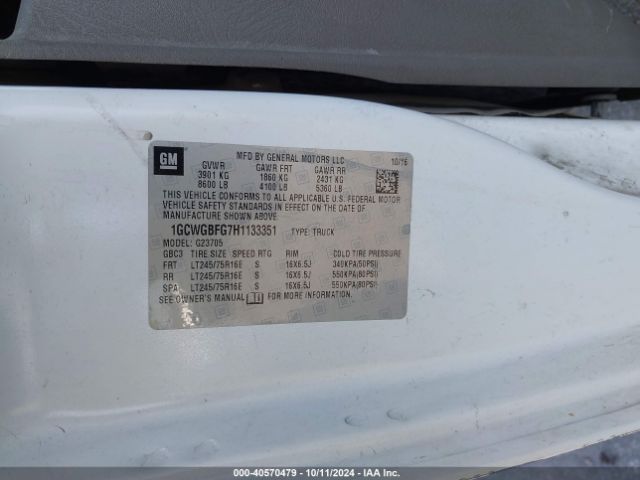 GM
MFD BY GENERAL MOTORS LLC 10/16
GVWR GAWR FRT GAWR RR
3901 KG 1860 KG 2431 KG
8600 LB 4100 LB 5360 LB
THIS VEHICLE CONFORMS TO ALL APPLICABLE U.S. FEDERAL MOTOR
VEHICLE SAFETY STANDARDS IN EFFECT ON THE DATE OF
MANUFACTURE SHOWN ABOVE.
1GCWGBFG7H1133351 TYPE: TRUCK
MODEL: G23705
GBC3 TIRE SIZE SPEED RTG RIM COLD TIRE PRESSURE
FRT LT245/75R16E S 16X6.5J 340KPA(50PSI)
RR LT245/75R16E S 16X6.5J 550KPA(80PSI)
SPA LT245/75R16E S 16X6.5J 550KPA(80PSI)
SEE OWNER'S MANUAL FOR MORE INFORMATION.
000-40570479 - 10/11/2024 - IAA Inc.